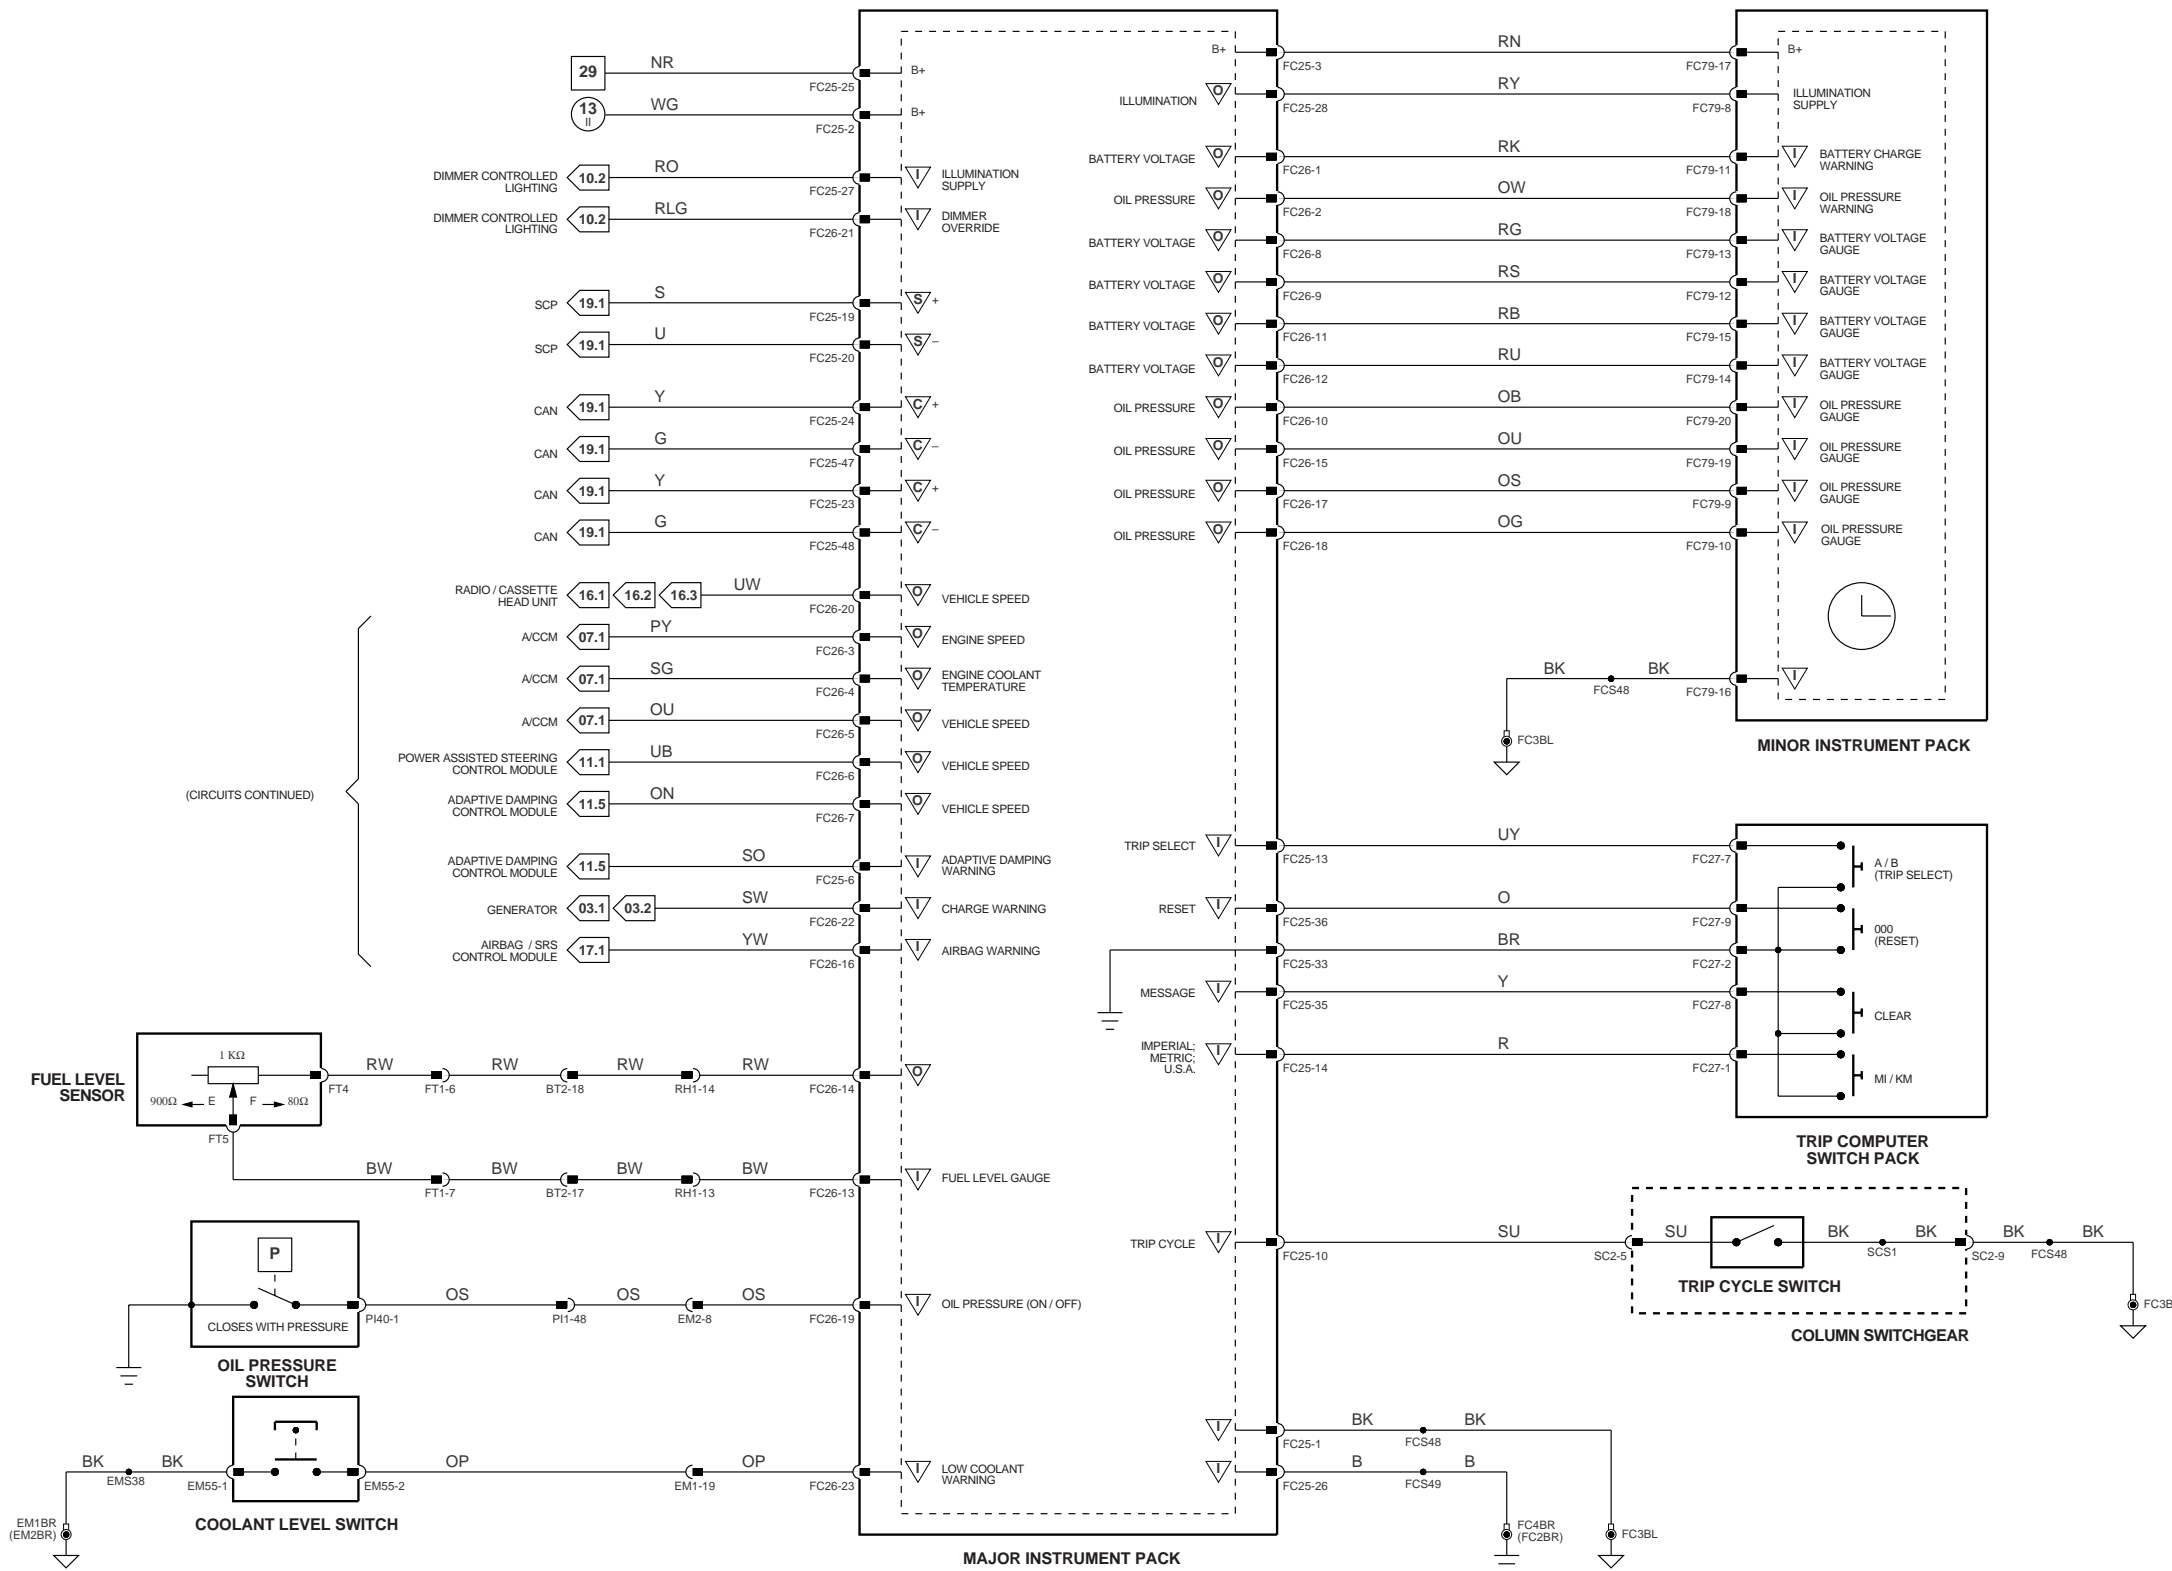 29
NR
FC25-25
B+
13
II
WG
FC25-2
B+
DIMMER CONTROLLED
LIGHTING
10.2
RO
FC25-27
I
ILLUMINATION
SUPPLY
DIMMER CONTROLLED
LIGHTING
10.2
RLG
FC26-21
I
DIMMER
OVERRIDE
SCP
19.1
S
FC25-19
S
+
SCP
19.1
U
FC25-20
S
–
CAN
19.1
Y
FC25-24
C
+
CAN
19.1
G
FC25-47
C
–
CAN
19.1
Y
FC25-23
C
+
CAN
19.1
G
FC25-48
C
–
RADIO / CASSETTE
HEAD UNIT
16.1
16.2
16.3
UW
FC26-20
O
VEHICLE SPEED
(CIRCUITS CONTINUED)
A/CCM
07.1
PY
FC26-3
O
ENGINE SPEED
A/CCM
07.1
SG
FC26-4
O
ENGINE COOLANT
TEMPERATURE
A/CCM
07.1
OU
FC26-5
O
VEHICLE SPEED
POWER ASSISTED STEERING
CONTROL MODULE
11.1
UB
FC26-6
O
VEHICLE SPEED
ADAPTIVE DAMPING
CONTROL MODULE
11.5
ON
FC26-7
O
VEHICLE SPEED
ADAPTIVE DAMPING
CONTROL MODULE
11.5
SO
FC25-6
I
ADAPTIVE DAMPING
WARNING
GENERATOR
03.1
03.2
SW
FC26-22
I
CHARGE WARNING
AIRBAG / SRS
CONTROL MODULE
17.1
YW
FC26-16
I
AIRBAG WARNING
FUEL LEVEL
SENSOR
1 KΩ
900Ω
E
F
80Ω
FT4
RW
FT1-6
RW
BT2-18
RW
RH1-14
RW
FC26-14
O
FT5
BW
FT1-7
BW
BT2-17
BW
RH1-13
BW
FC26-13
I
FUEL LEVEL GAUGE
P
CLOSES WITH PRESSURE
OIL PRESSURE
SWITCH
PI40-1
OS
PI1-48
OS
EM2-8
OS
FC26-19
I
OIL PRESSURE (ON / OFF)
EM1BR
(EM2BR)
BK
EMS38
BK
EM55-1
COOLANT LEVEL SWITCH
EM55-2
OP
EM1-19
OP
FC26-23
I
LOW COOLANT
WARNING
MAJOR INSTRUMENT PACK
B+
FC25-3
RN
FC79-17
B+
ILLUMINATION
O
FC25-28
RY
FC79-8
ILLUMINATION
SUPPLY
BATTERY VOLTAGE
O
FC26-1
RK
FC79-11
I
BATTERY CHARGE
WARNING
OIL PRESSURE
O
FC26-2
OW
FC79-18
I
OIL PRESSURE
WARNING
BATTERY VOLTAGE
O
FC26-8
RG
FC79-13
I
BATTERY VOLTAGE
GAUGE
BATTERY VOLTAGE
O
FC26-9
RS
FC79-12
I
BATTERY VOLTAGE
GAUGE
BATTERY VOLTAGE
O
FC26-11
RB
FC79-15
I
BATTERY VOLTAGE
GAUGE
BATTERY VOLTAGE
O
FC26-12
RU
FC79-14
I
BATTERY VOLTAGE
GAUGE
OIL PRESSURE
O
FC26-10
OB
FC79-20
I
OIL PRESSURE
GAUGE
OIL PRESSURE
O
FC26-15
OU
FC79-19
I
OIL PRESSURE
GAUGE
OIL PRESSURE
O
FC26-17
OS
FC79-9
I
OIL PRESSURE
GAUGE
OIL PRESSURE
O
FC26-18
OG
FC79-10
I
OIL PRESSURE
GAUGE
FC3BL
BK
FCS48
BK
FC79-16
I
MINOR INSTRUMENT PACK
TRIP SELECT
I
FC25-13
UY
FC27-7
A / B
(TRIP SELECT)
RESET
I
FC25-36
O
FC27-9
000
(RESET)
FC25-33
BR
FC27-2
MESSAGE
I
FC25-35
Y
FC27-8
CLEAR
IMPERIAL;
METRIC;
U.S.A.
I
FC25-14
R
FC27-1
MI / KM
TRIP COMPUTER
SWITCH PACK
TRIP CYCLE
I
FC25-10
SU
SC2-5
SU
TRIP CYCLE SWITCH
BK
SCS1
BK
SC2-9
BK
FCS48
BK
FC3B
COLUMN SWITCHGEAR
I
FC25-1
BK
FCS48
BK
FC3BL
I
FC25-26
B
FCS49
B
FC4BR
(FC2BR)